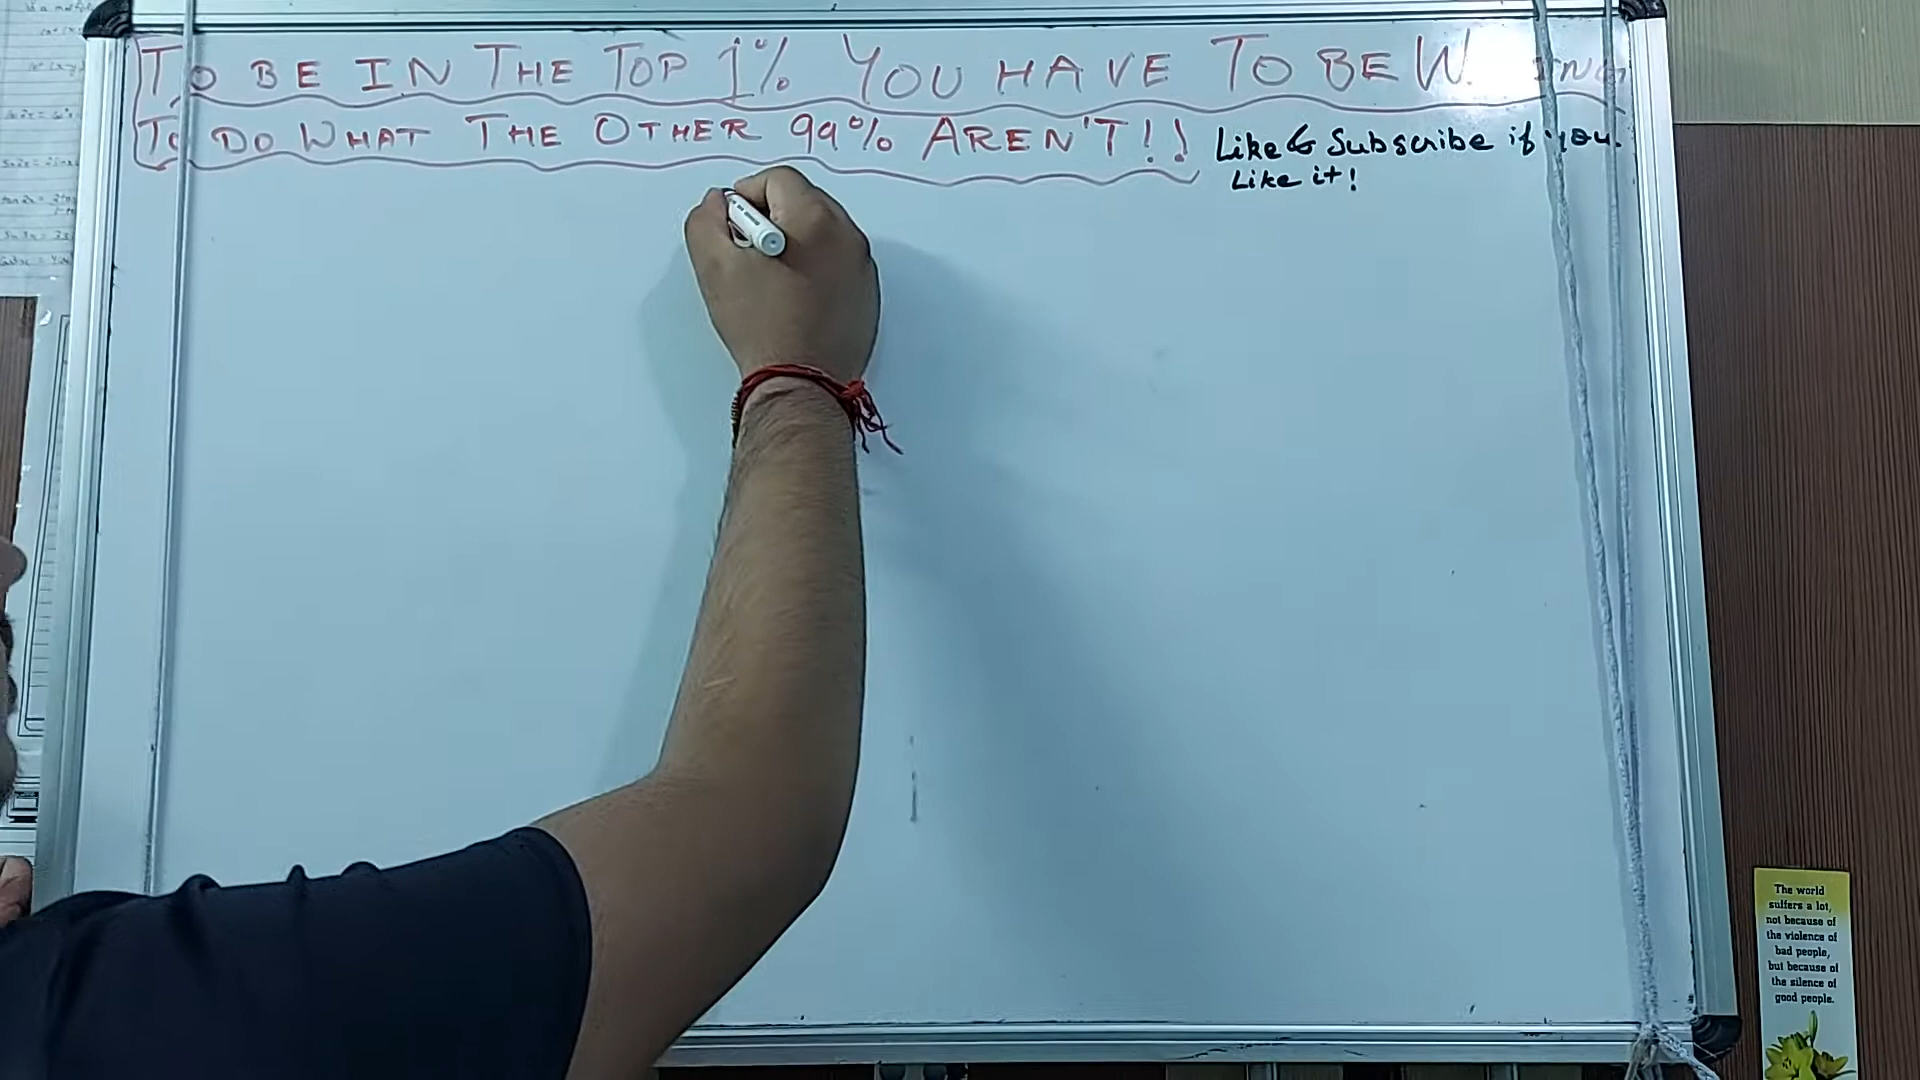 TO BE IN THE TOP 1% YOU HAVE TO BE
TO DO WHAT THE OTHER 99% AREN'T!!
Like & Subscribe if you
Like it!
The world
suffers a lot,
not because of
the violence of
bad people,
but because of
the silence of
good people.